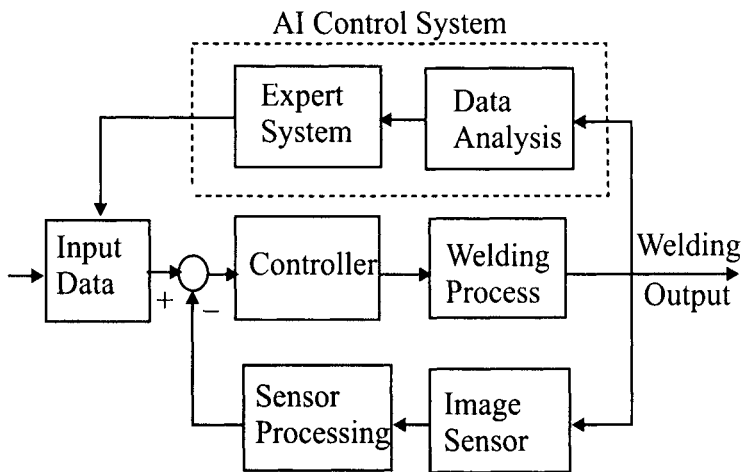 AI Control System
Expert
System
Data
Analysis
Input
Data
+
−
Controller
Welding
Process
Welding
Output
Sensor
Processing
Image
Sensor